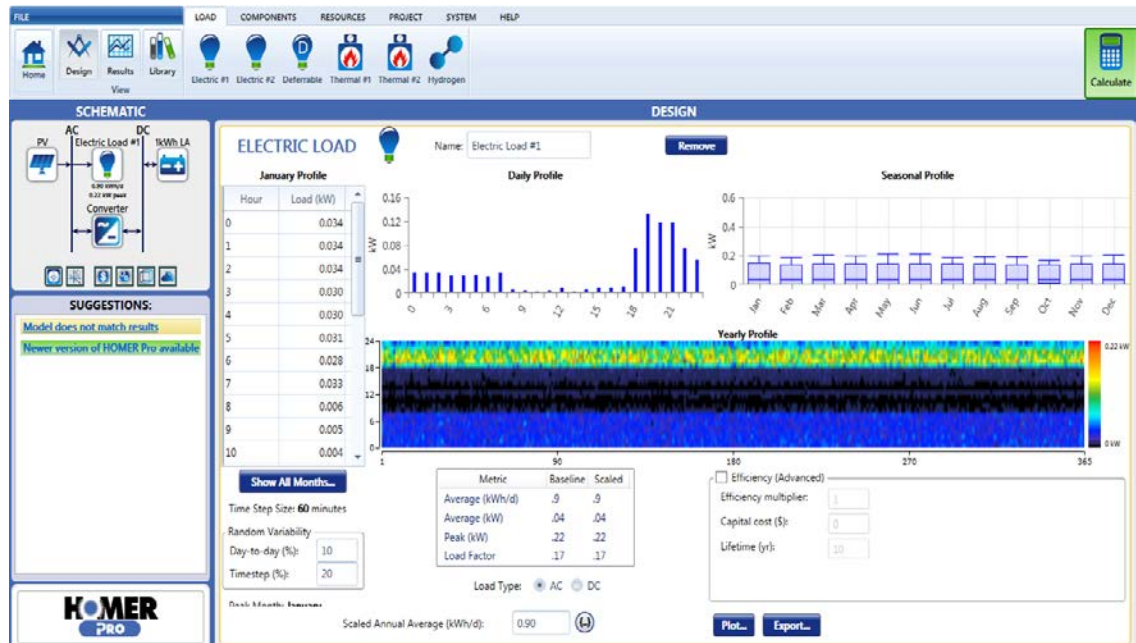 FILE
LOAD COMPONENTS RESOURCES PROJECT SYSTEM HELP
Home Design Results Library Electric #1 Electric #2 Deferrable Thermal #1 Thermal #2 Hydrogen Calculate
View
D
SCHEMATIC
AC DC
PV Electric Load #1 1kWh LA
0.90 kWh/d
0.22 kW peak
Converter
SUGGESTIONS:
Model does not match results
Newer version of HOMER Pro available
HOMER
PRO
DESIGN
ELECTRIC LOAD Name: Electric Load #1 Remove
January Profile
Hour Load (kW)
0 0.034
1 0.034
2 0.034
3 0.030
4 0.030
5 0.031
6 0.028
7 0.033
8 0.006
9 0.005
10 0.004
Daily Profile
kW
0.16
0.12
0.08
0.04
0
0 3 6 9 12 15 18 21
Seasonal Profile
kW
0.6
0.4
0.2
0
Jan Feb Mar Apr May Jun Jul Aug Sep Oct Nov Dec
Yearly Profile
24
18
12
6
0
1 90 180 270 365
0.22 kW
0 kW
Show All Months...
Time Step Size: 60 minutes
Random Variability
Day-to-day (%): 10
Timestep (%): 20
Peak Month: January
Metric Baseline Scaled
Average (kWh/d) .9 .9
Average (kW) .04 .04
Peak (kW) .22 .22
Load Factor .17 .17
Load Type: AC DC
Efficiency (Advanced)
Efficiency multiplier: 1
Capital cost ($): 0
Lifetime (yr): 10
Scaled Annual Average (kWh/d): 0.90
Plot... Export...